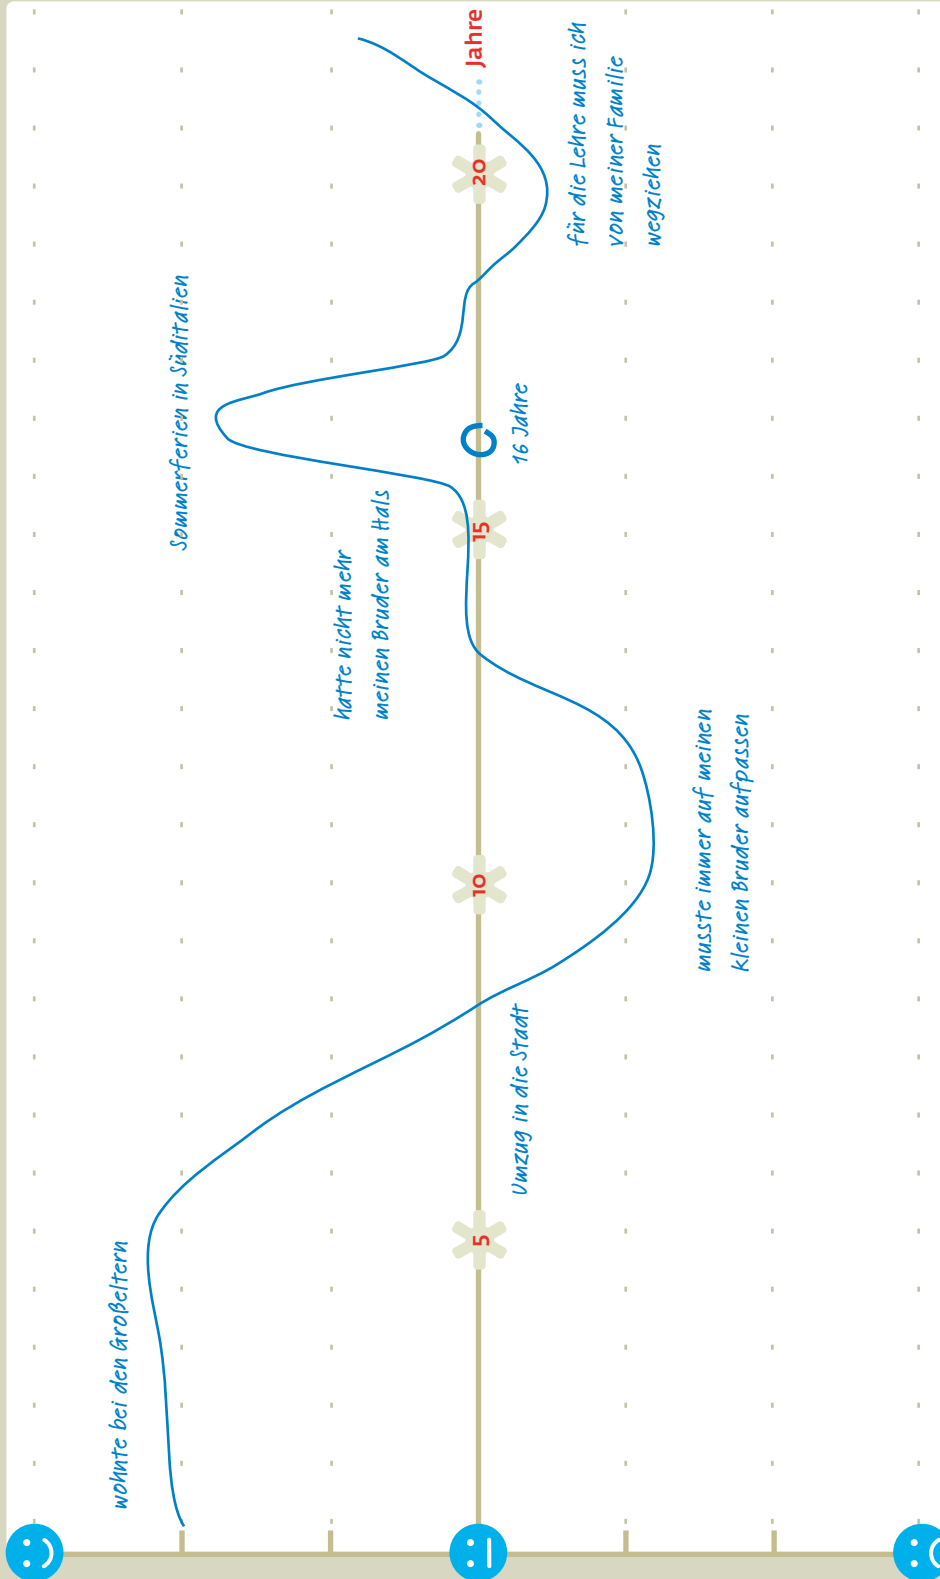 wohnte bei den Großeltern
5
Umzug in die Stadt
10
musste immer auf meinen
kleinen Bruder aufpassen
hatte nicht mehr
meinen Bruder am Hals
15
Sommerferien in Süditalien
16 Jahre
20
für die Lehre muss ich
von meiner Familie
wegziehen
Jahre